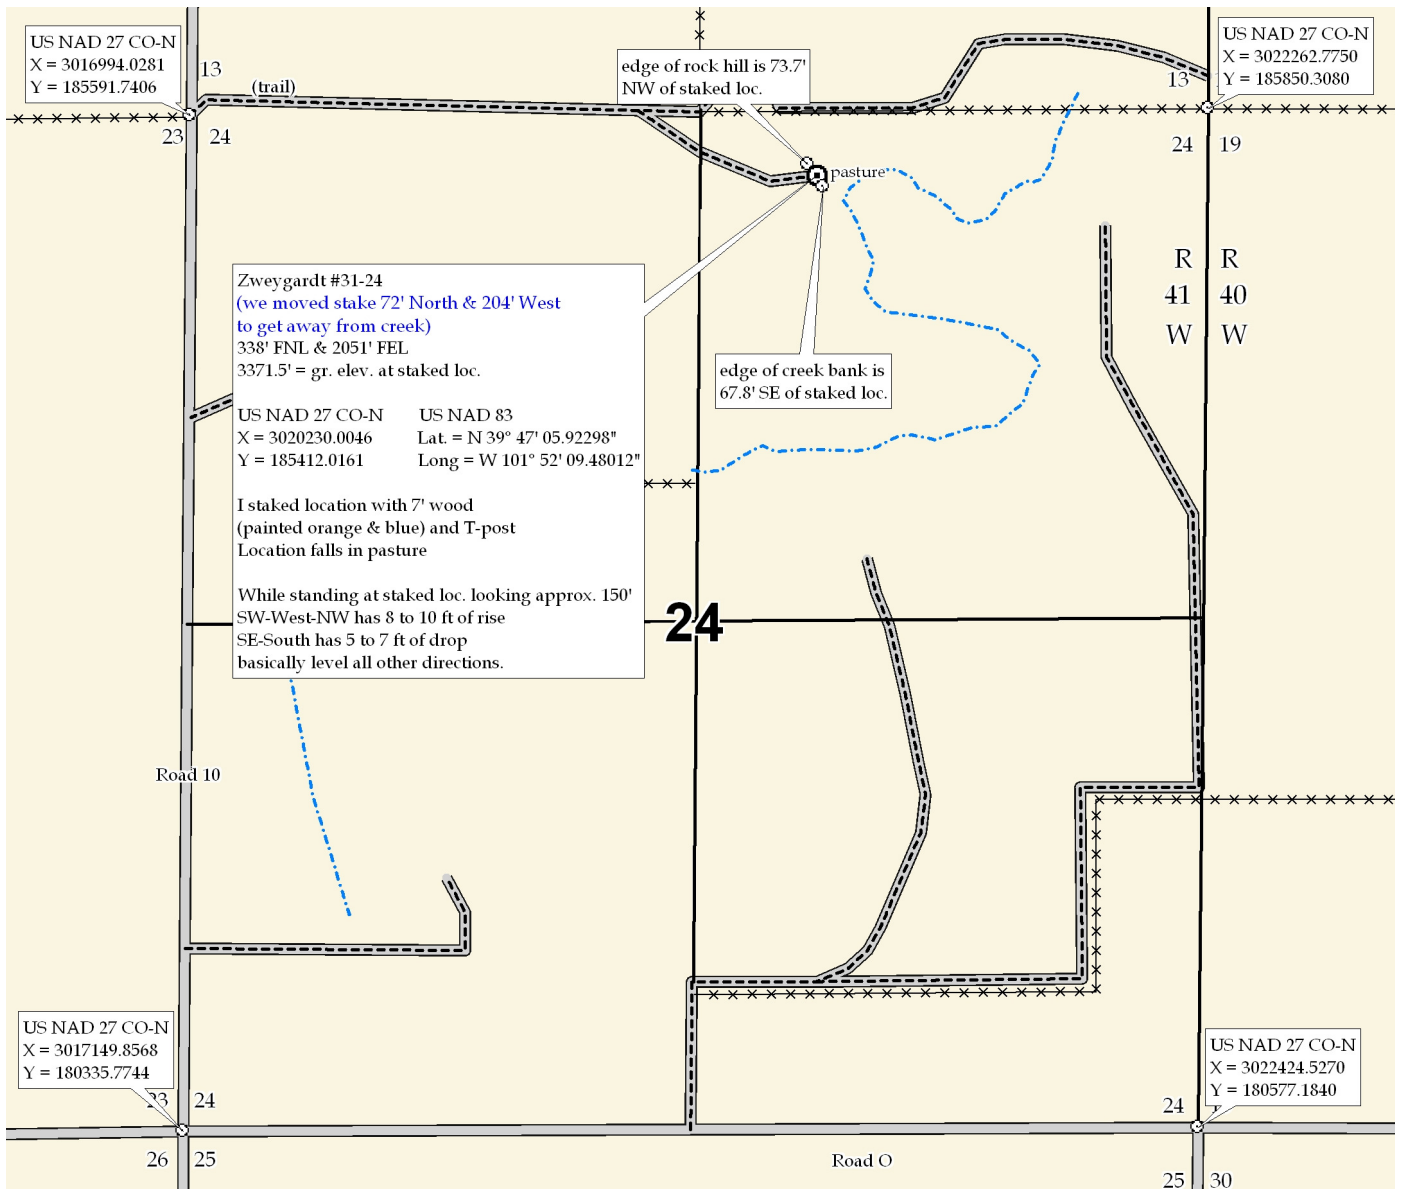 US NAD 27 CO-N
X = 3016994.0281
Y = 185591.7406
13
(trail)
edge of rock hill is 73.7'
NW of staked loc.
US NAD 27 CO-N
X = 3022262.7750
Y = 185850.3080
13
23 24
24 19
pasture
R R
41 40
W W
Zweygardt #31-24
(we moved stake 72' North & 204' West
to get away from creek)
338' FNL & 2051' FEL
3371.5' = gr. elev. at staked loc.
US NAD 27 CO-N US NAD 83
X = 3020230.0046 Lat. = N 39° 47' 05.92298"
Y = 185412.0161 Long = W 101° 52' 09.48012"
I staked location with 7' wood
(painted orange & blue) and T-post
Location falls in pasture
While standing at staked loc. looking approx. 150'
SW-West-NW has 8 to 10 ft of rise
SE-South has 5 to 7 ft of drop
basically level all other directions.
edge of creek bank is
67.8' SE of staked loc.
24
Road 10
US NAD 27 CO-N
X = 3017149.8568
Y = 180335.7744
23 24
26 25
US NAD 27 CO-N
X = 3022424.5270
Y = 180577.1840
24
Road O
25 30